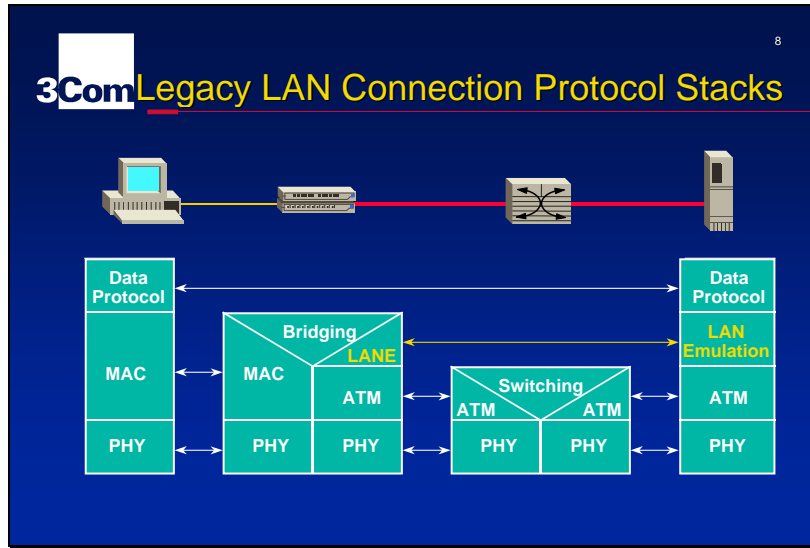 8
3Com
Legacy LAN Connection Protocol Stacks
Data
Protocol
MAC
PHY
Bridging
LANE
MAC
ATM
PHY
PHY
Switching
ATM
ATM
PHY
PHY
Data
Protocol
LAN
Emulation
ATM
PHY